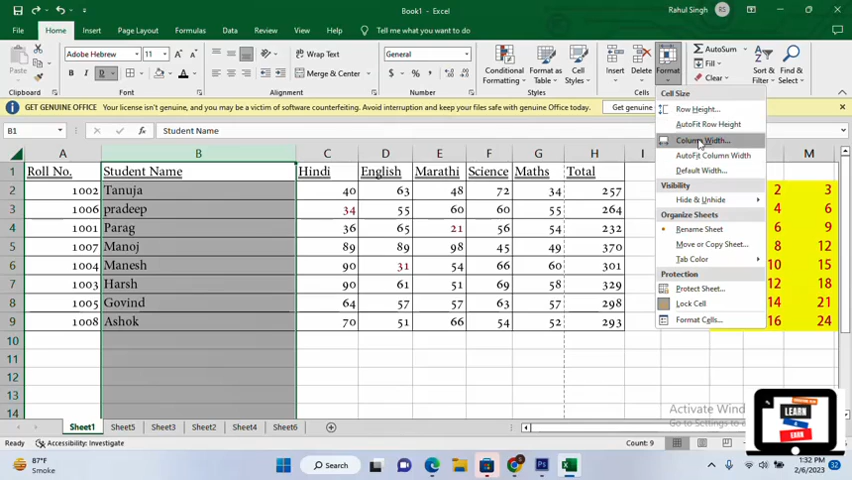 Book1 - Excel
Rahul Singh
RS
File
Home
Insert
Page Layout
Formulas
Data
Review
View
Help
Tell me what you want to do
Adobe Hebrew
11
Wrap Text
General
Merge & Center
Conditional Formatting
Format as Table
Cell Styles
Insert
Delete
Format
AutoSum
Fill
Clear
Sort & Filter
Find & Select
Paste
Clipboard
Font
Alignment
Number
GET GENUINE OFFICE Your license isn't genuine, and you may be a victim of software counterfeiting. Avoid interruption and keep your files safe with genuine Office today.
Get genuine
Cell Size
Row Height...
AutoFit Row Height
Column Width...
AutoFit Column Width
Default Width...
Visibility
Hide & Unhide
Organize Sheets
Rename Sheet
Move or Copy Sheet...
Tab Color
Protection
Protect Sheet...
Lock Cell
Format Cells...
B1
Student Name
A B C D E F G H I M
1 Roll No. Student Name Hindi English Marathi Science Maths Total
2 1002 Tanuja 40 63 48 72 34 257 2 3
3 1006 pradeep 34 55 60 60 55 264 4 6
4 1001 Parag 36 65 21 56 54 232 6 9
5 1007 Manoj 89 89 98 45 49 370 8 12
6 1004 Manesh 90 31 54 66 60 301 10 15
7 1003 Harsh 90 61 51 69 58 329 12 18
8 1005 Govind 64 57 57 63 57 298 14 21
9 1008 Ashok 70 51 66 54 52 293 16 24
10
11
12
13
14
Sheet1 Sheet5 Sheet3 Sheet2 Sheet4 Sheet6
Activate Wind
Go to Settings to a
LEARN & EARN
Ready
Accessibility: Investigate
Count: 9
87°F
Smoke
Search
1:32 PM
2/6/2023